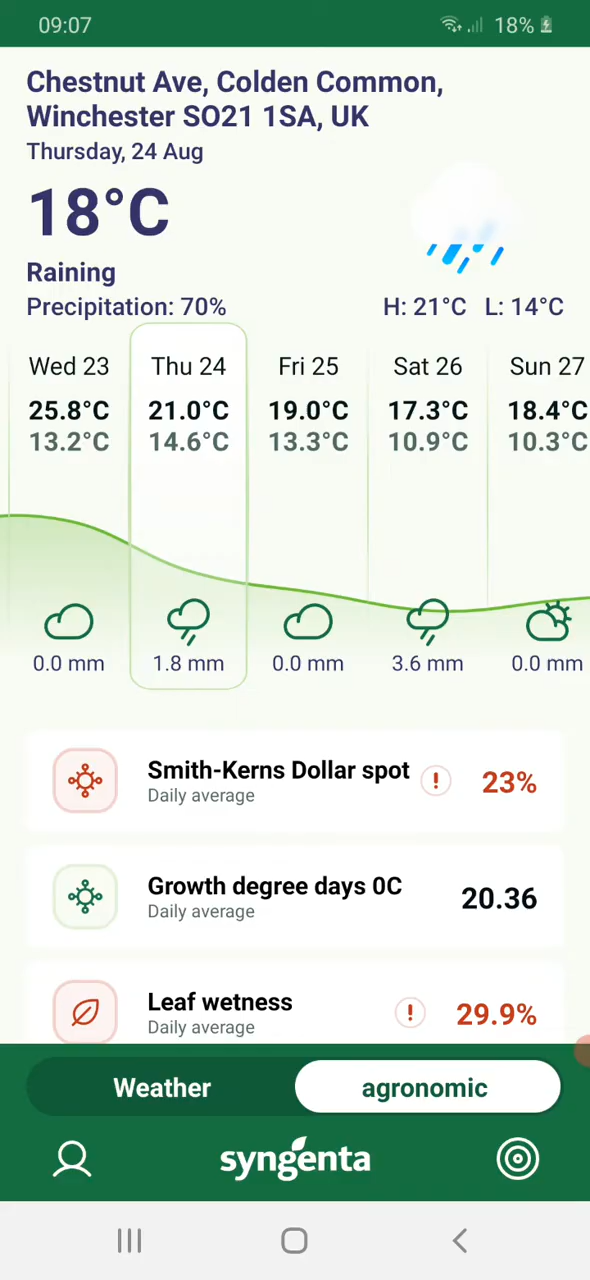 09:07
18%
Chestnut Ave, Colden Common,
Winchester SO21 1SA, UK
Thursday, 24 Aug
18°C
Raining
Precipitation: 70%
H: 21°C L: 14°C
Wed 23 Thu 24 Fri 25 Sat 26 Sun 27
25.8°C 21.0°C 19.0°C 17.3°C 18.4°C
13.2°C 14.6°C 13.3°C 10.9°C 10.3°C
0.0 mm 1.8 mm 0.0 mm 3.6 mm 0.0 mm
Smith-Kerns Dollar spot ! 23%
Daily average
Growth degree days 0C 20.36
Daily average
Leaf wetness ! 29.9%
Daily average
Weather agronomic
syngenta